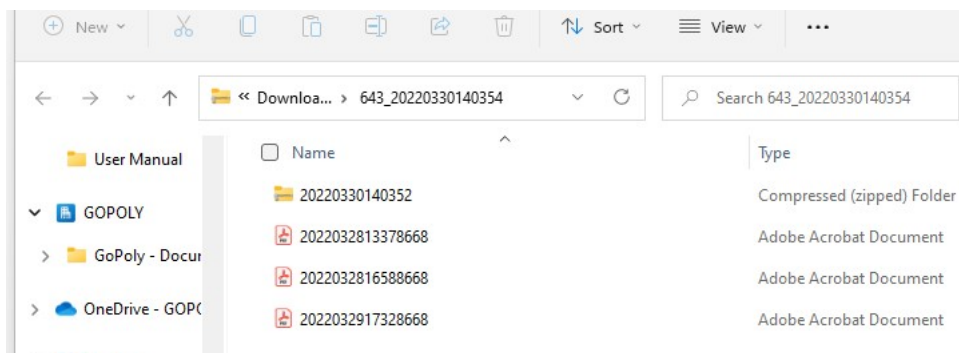 New Sort View ...
« Downloa... > 643_20220330140354 Search 643_20220330140354
Name Type
User Manual
GOPOLY
GoPoly - Docur
OneDrive - GOPO
20220330140352 Compressed (zipped) Folder
2022032813378668 Adobe Acrobat Document
2022032816588668 Adobe Acrobat Document
2022032917328668 Adobe Acrobat Document